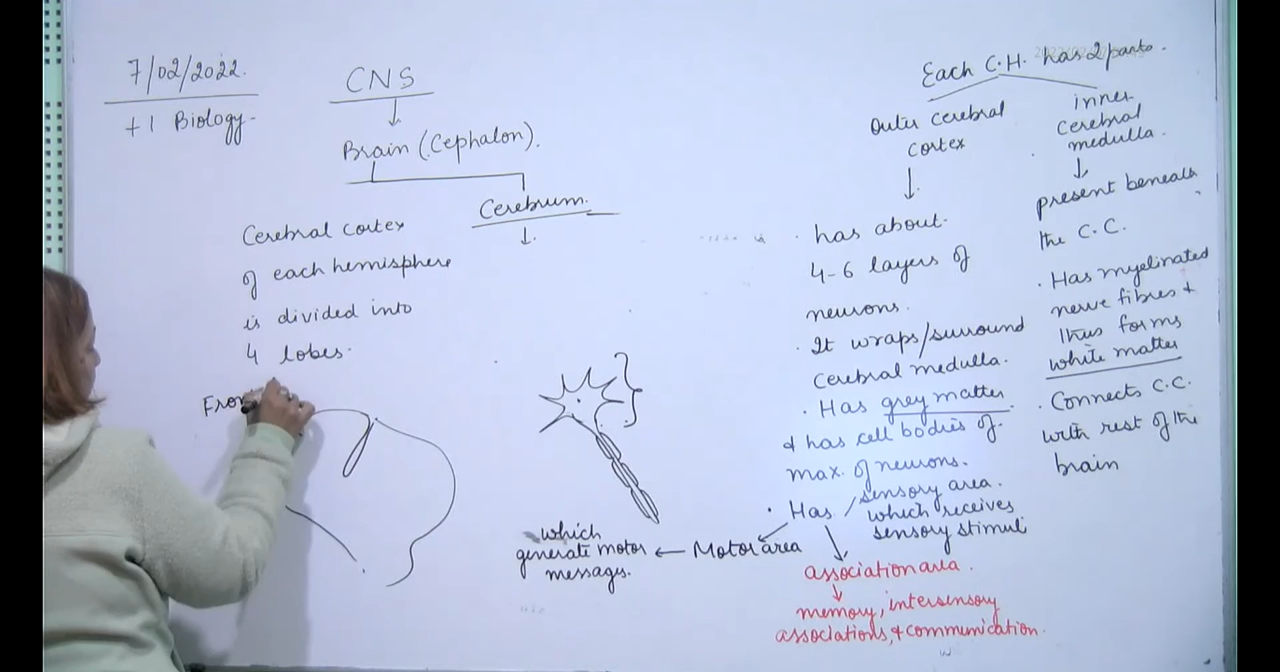 7/02/2022.
+1 Biology.
CNS
Brain (Cephalon).
Cerebrum.
Cerebral cortex
of each hemisphere
is divided into
4 lobes.
Fron
Each C.H. has 2 parts.
Outer cerebral
cortex
has about
4-6 layers of
neurons.
. It wraps/surround
cerebral medulla.
. Has grey matter
& has cell bodies of
max. of neurons.
. Has / sensory area.
which receives
sensory stimuli
Motor area
which
generate motor
messages.
association area.
memory, intersensory
associations, & communication.
inner
cerebral
medulla.
present beneath
the C.C.
. Has myelinated
nerve fibres &
thus forms
white matter
. Connects C.C.
with rest of the
brain